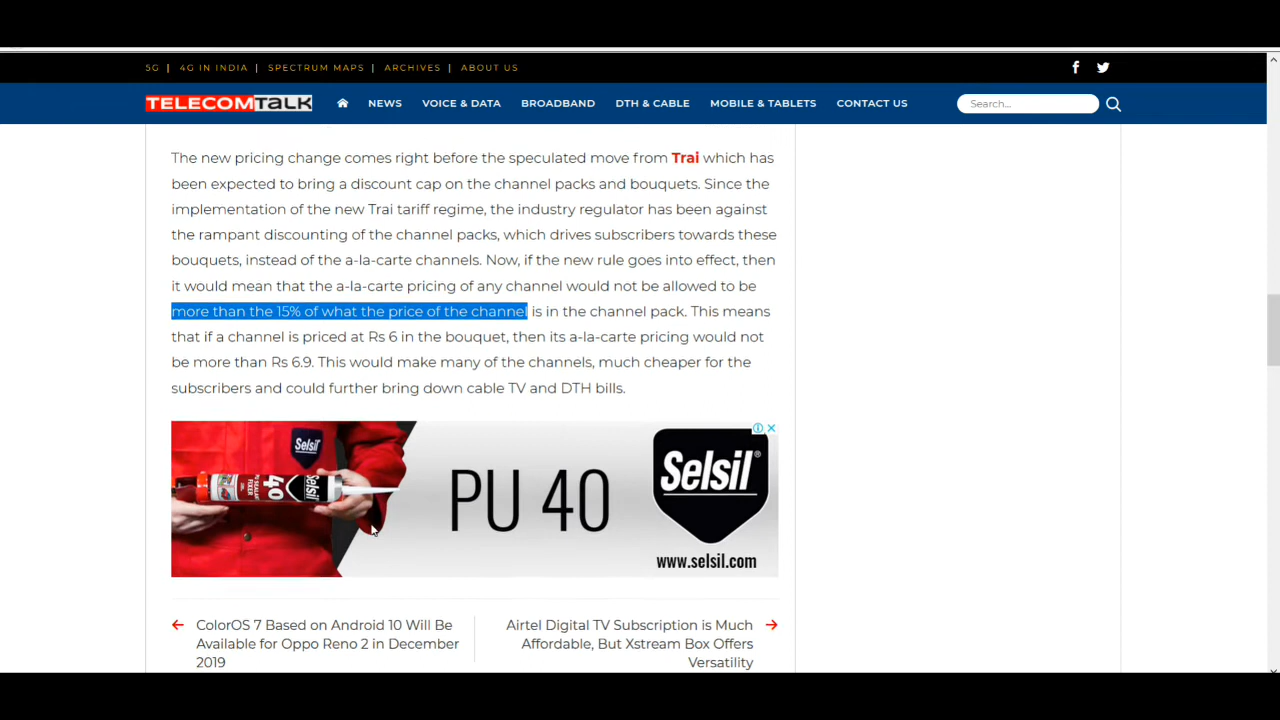 5G | 4G IN INDIA | SPECTRUM MAPS | ARCHIVES | ABOUT US
TELECOMTALK NEWS VOICE & DATA BROADBAND DTH & CABLE MOBILE & TABLETS CONTACT US Search...
The new pricing change comes right before the speculated move from Trai which has
been expected to bring a discount cap on the channel packs and bouquets. Since the
implementation of the new Trai tariff regime, the industry regulator has been against
the rampant discounting of the channel packs, which drives subscribers towards these
bouquets, instead of the a-la-carte channels. Now, if the new rule goes into effect, then
it would mean that the a-la-carte pricing of any channel would not be allowed to be
more than the 15% of what the price of the channel is in the channel pack. This means
that if a channel is priced at Rs 6 in the bouquet, then its a-la-carte pricing would not
be more than Rs 6.9. This would make many of the channels, much cheaper for the
subscribers and could further bring down cable TV and DTH bills.
Selsil
40
Selsil
PU 40
Selsil®
www.selsil.com
ColorOS 7 Based on Android 10 Will Be
Available for Oppo Reno 2 in December
2019
Airtel Digital TV Subscription is Much
Affordable, But Xstream Box Offers
Versatility